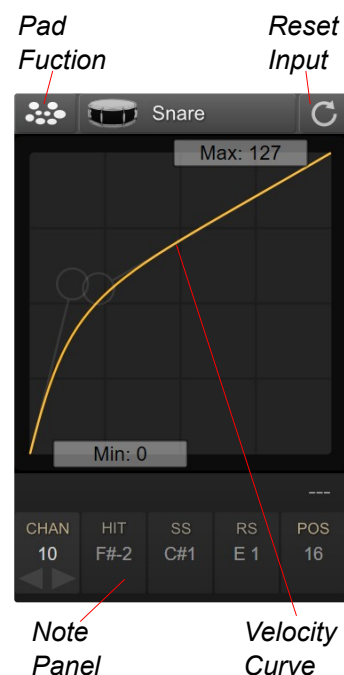 Pad
Fuction
Reset
Input
Snare
Max: 127
Min: 0
---
CHAN HIT SS RS POS
10 F#-2 C#1 E 1 16
Note
Panel
Velocity
Curve